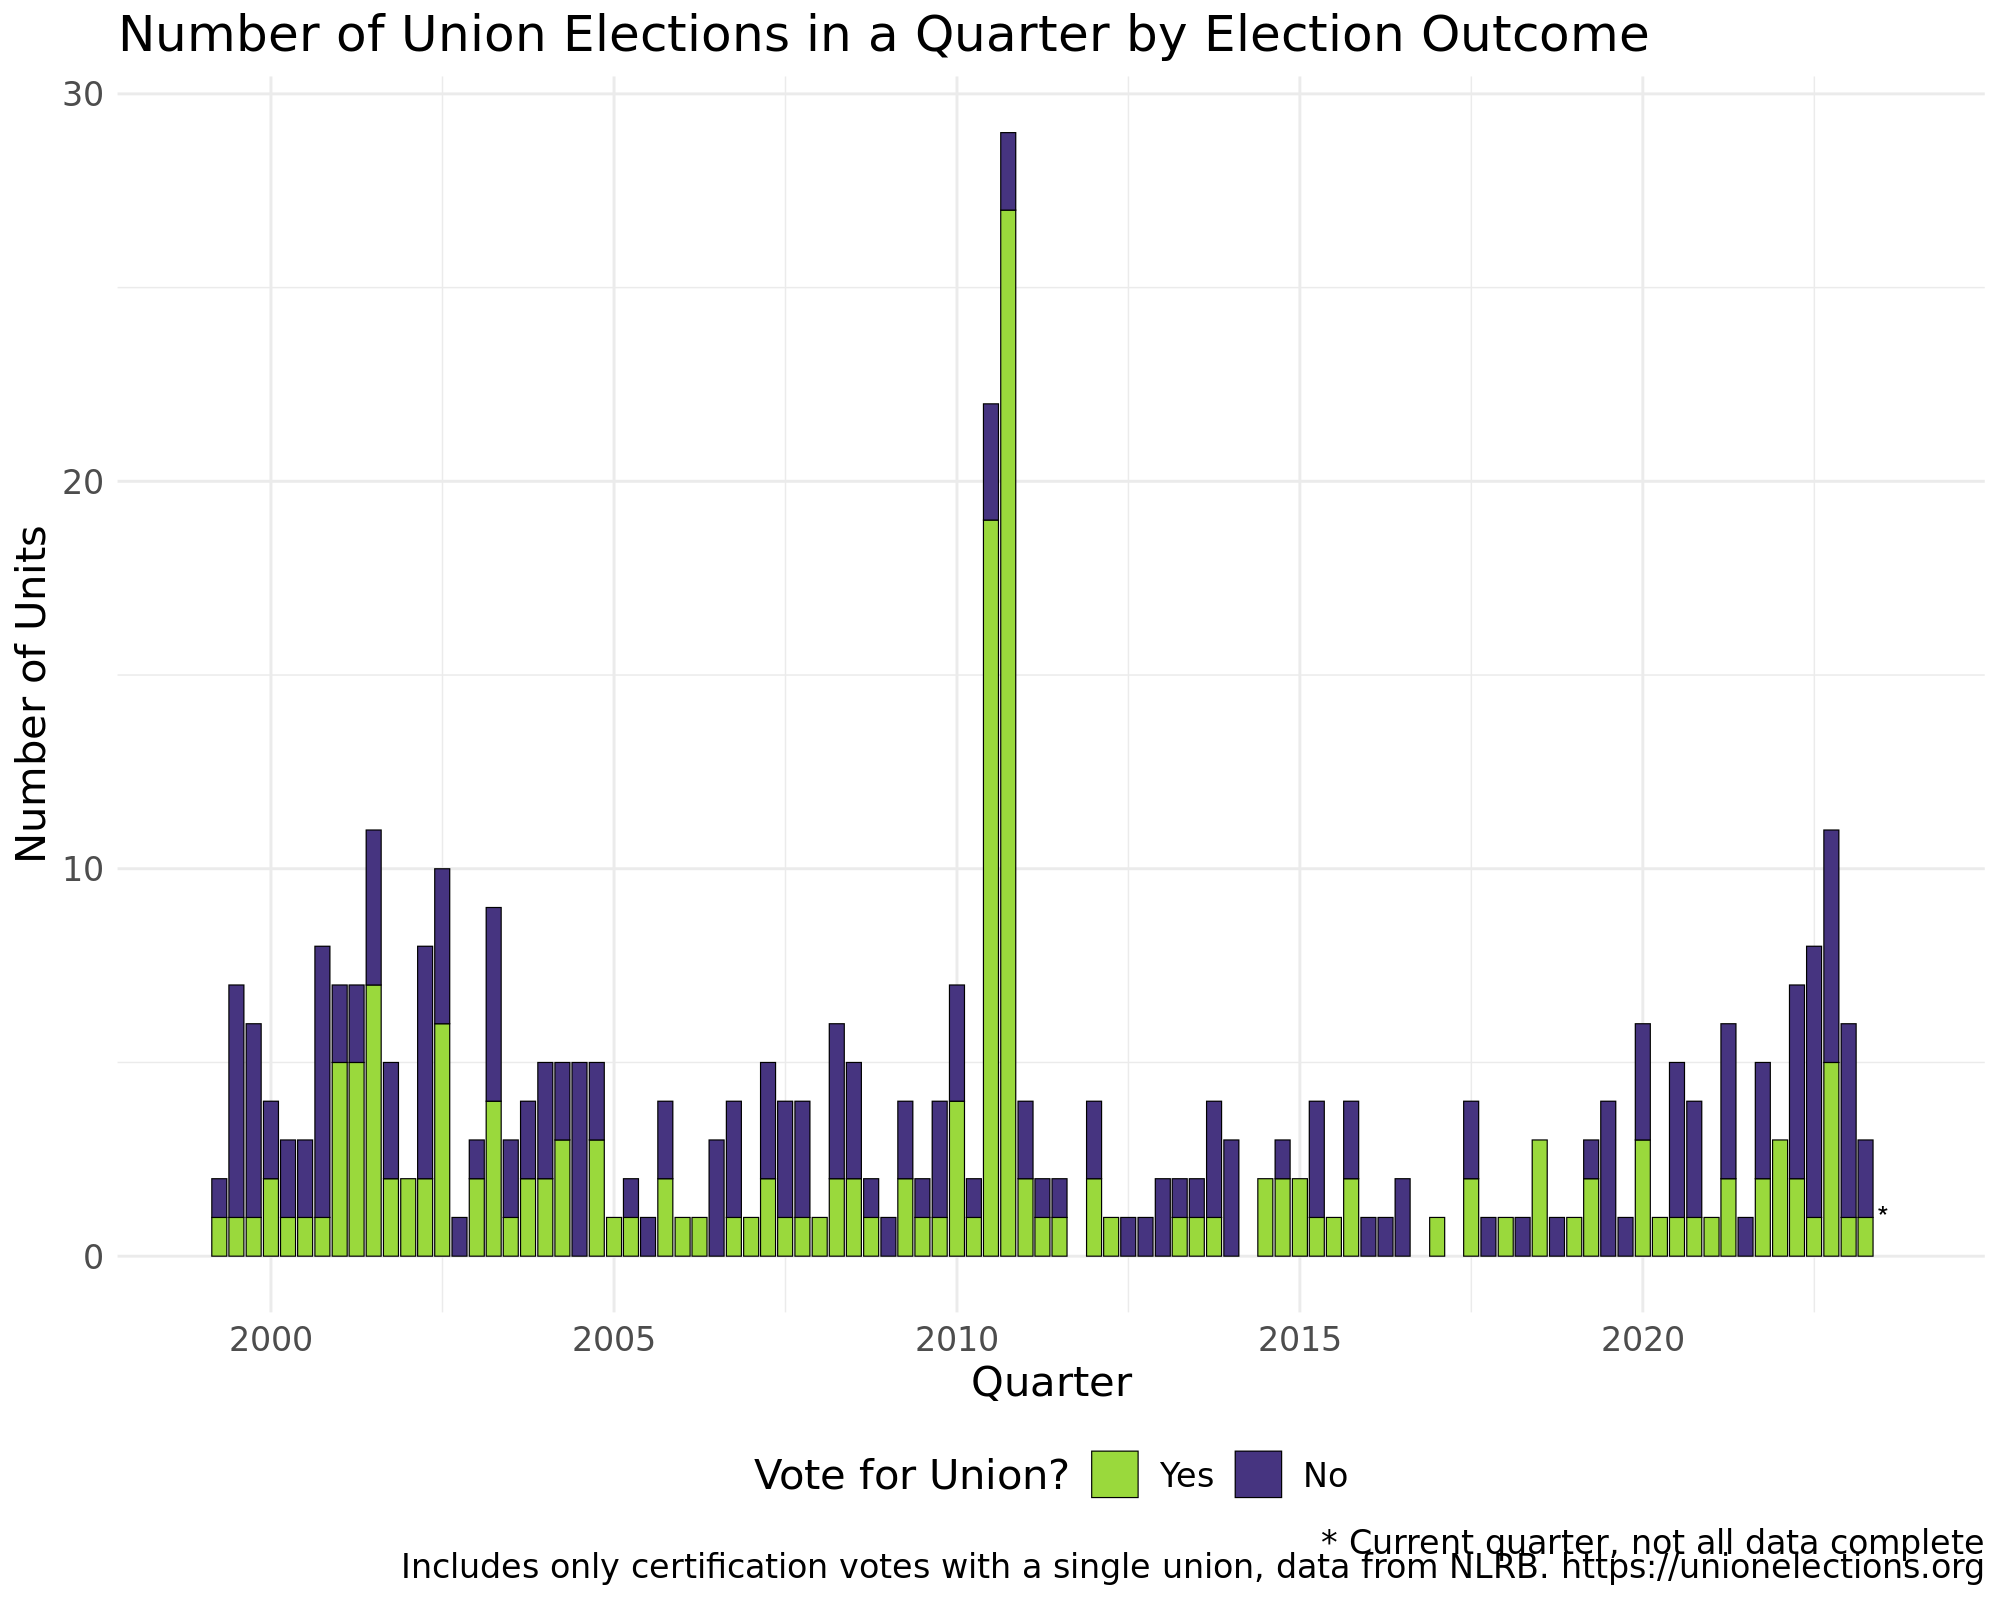 Number of Union Elections in a Quarter by Election Outcome
Number of Units
30
20
10
0
*
2000 2005 2010 2015 2020
Quarter
Vote for Union? Yes No
* Current quarter, not all data complete
Includes only certification votes with a single union, data from NLRB. https://unionelections.org